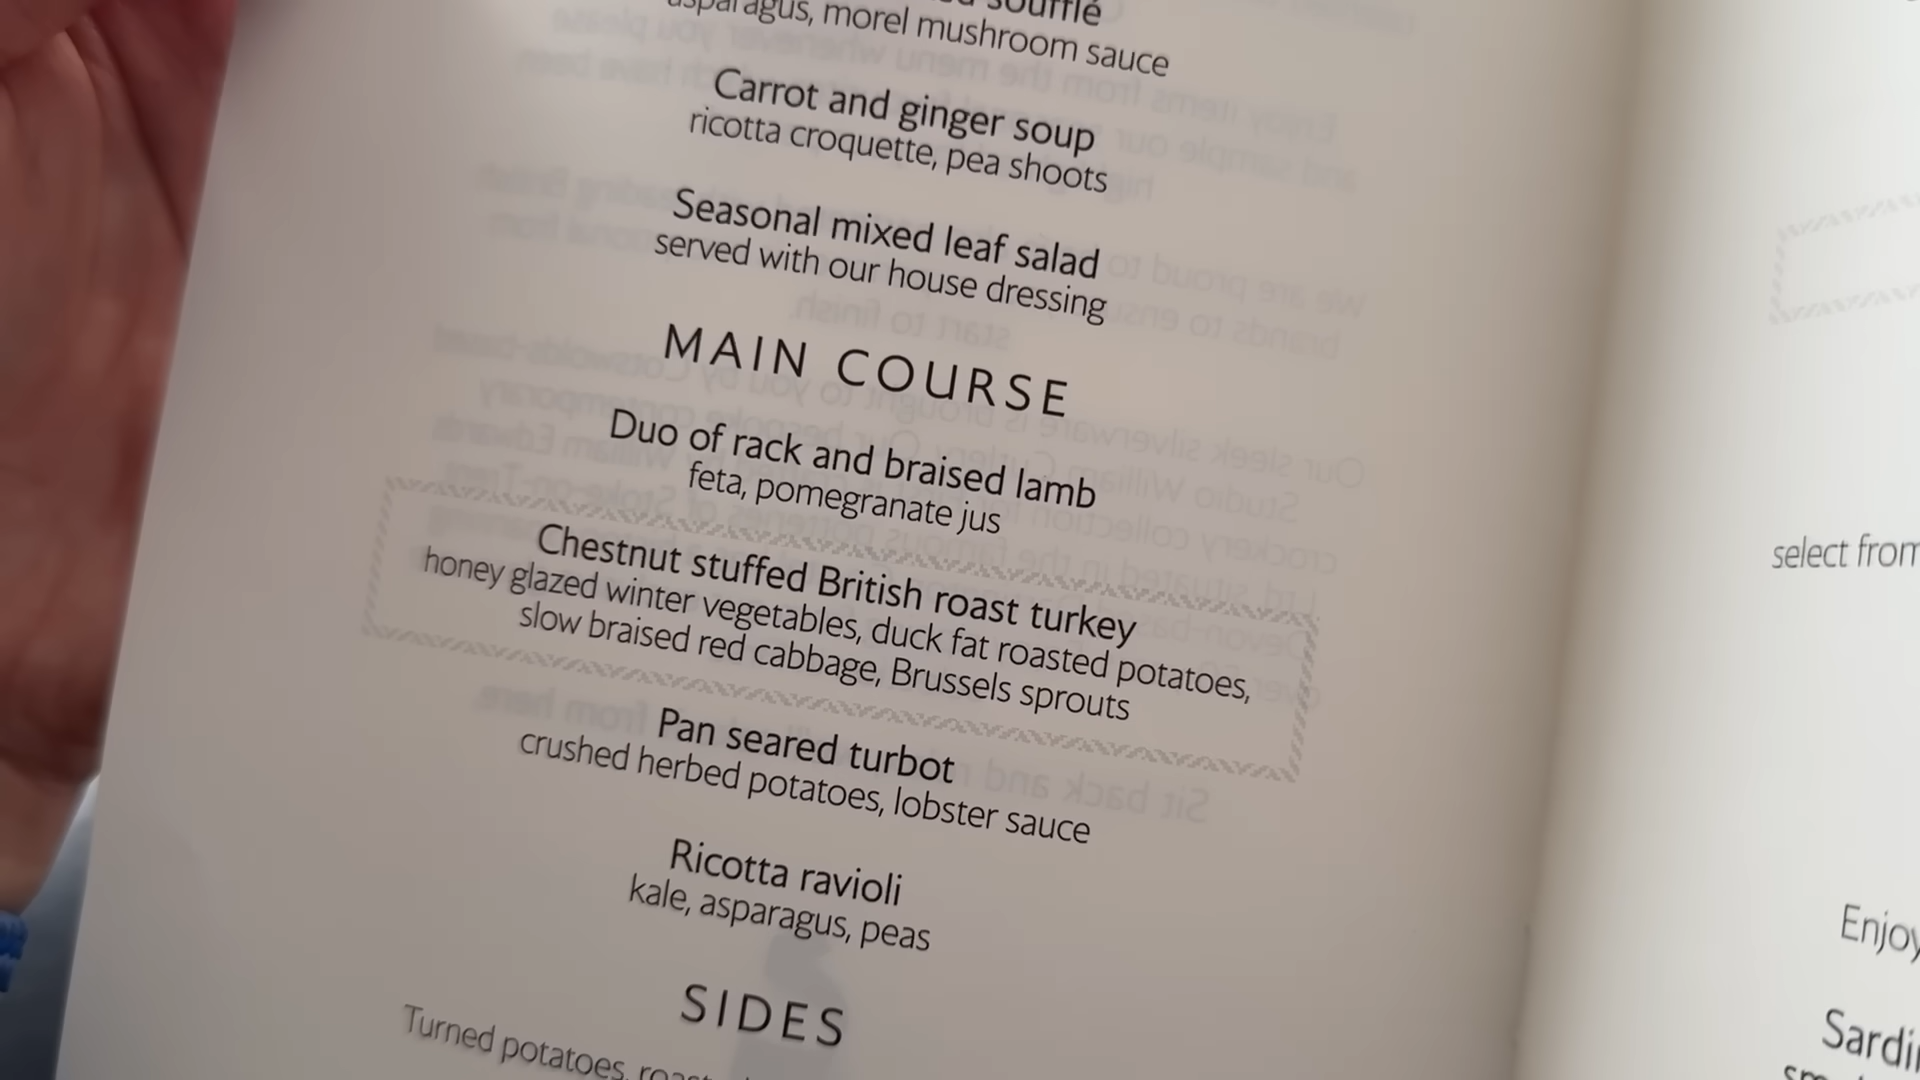 soufflé
asparagus, morel mushroom sauce
Carrot and ginger soup
ricotta croquette, pea shoots
Seasonal mixed leaf salad
served with our house dressing
MAIN COURSE
Duo of rack and braised lamb
feta, pomegranate jus
Chestnut stuffed British roast turkey
honey glazed winter vegetables, duck fat roasted potatoes,
slow braised red cabbage, Brussels sprouts
Pan seared turbot
crushed herbed potatoes, lobster sauce
Ricotta ravioli
kale, asparagus, peas
SIDES
Turned potatoes,
select from
Enjoy